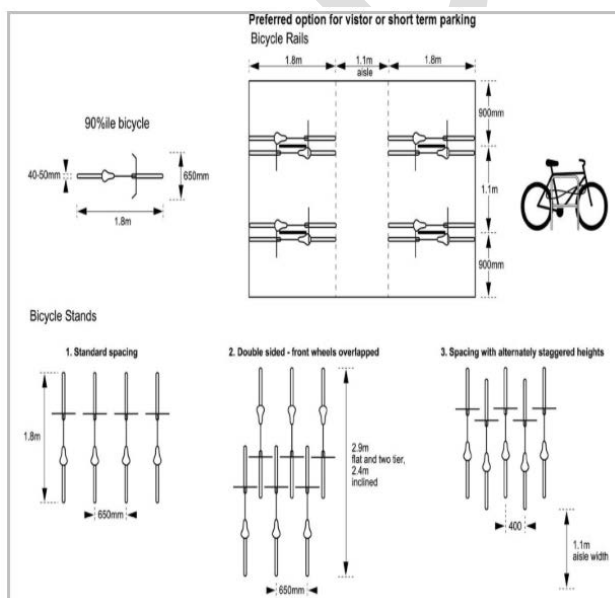 Preferred option for vistor or short term parking
Bicycle Rails
1.8m
1.1m
aisle
1.8m
900mm
1.1m
900mm
90%ile bicycle
40-50mm
650mm
1.8m
Bicycle Stands
1. Standard spacing
1.8m
650mm
2. Double sided - front wheels overlapped
2.9m
flat and two tier,
2.4m
inclined
650mm
3. Spacing with alternately staggered heights
400
1.1m
aisle width